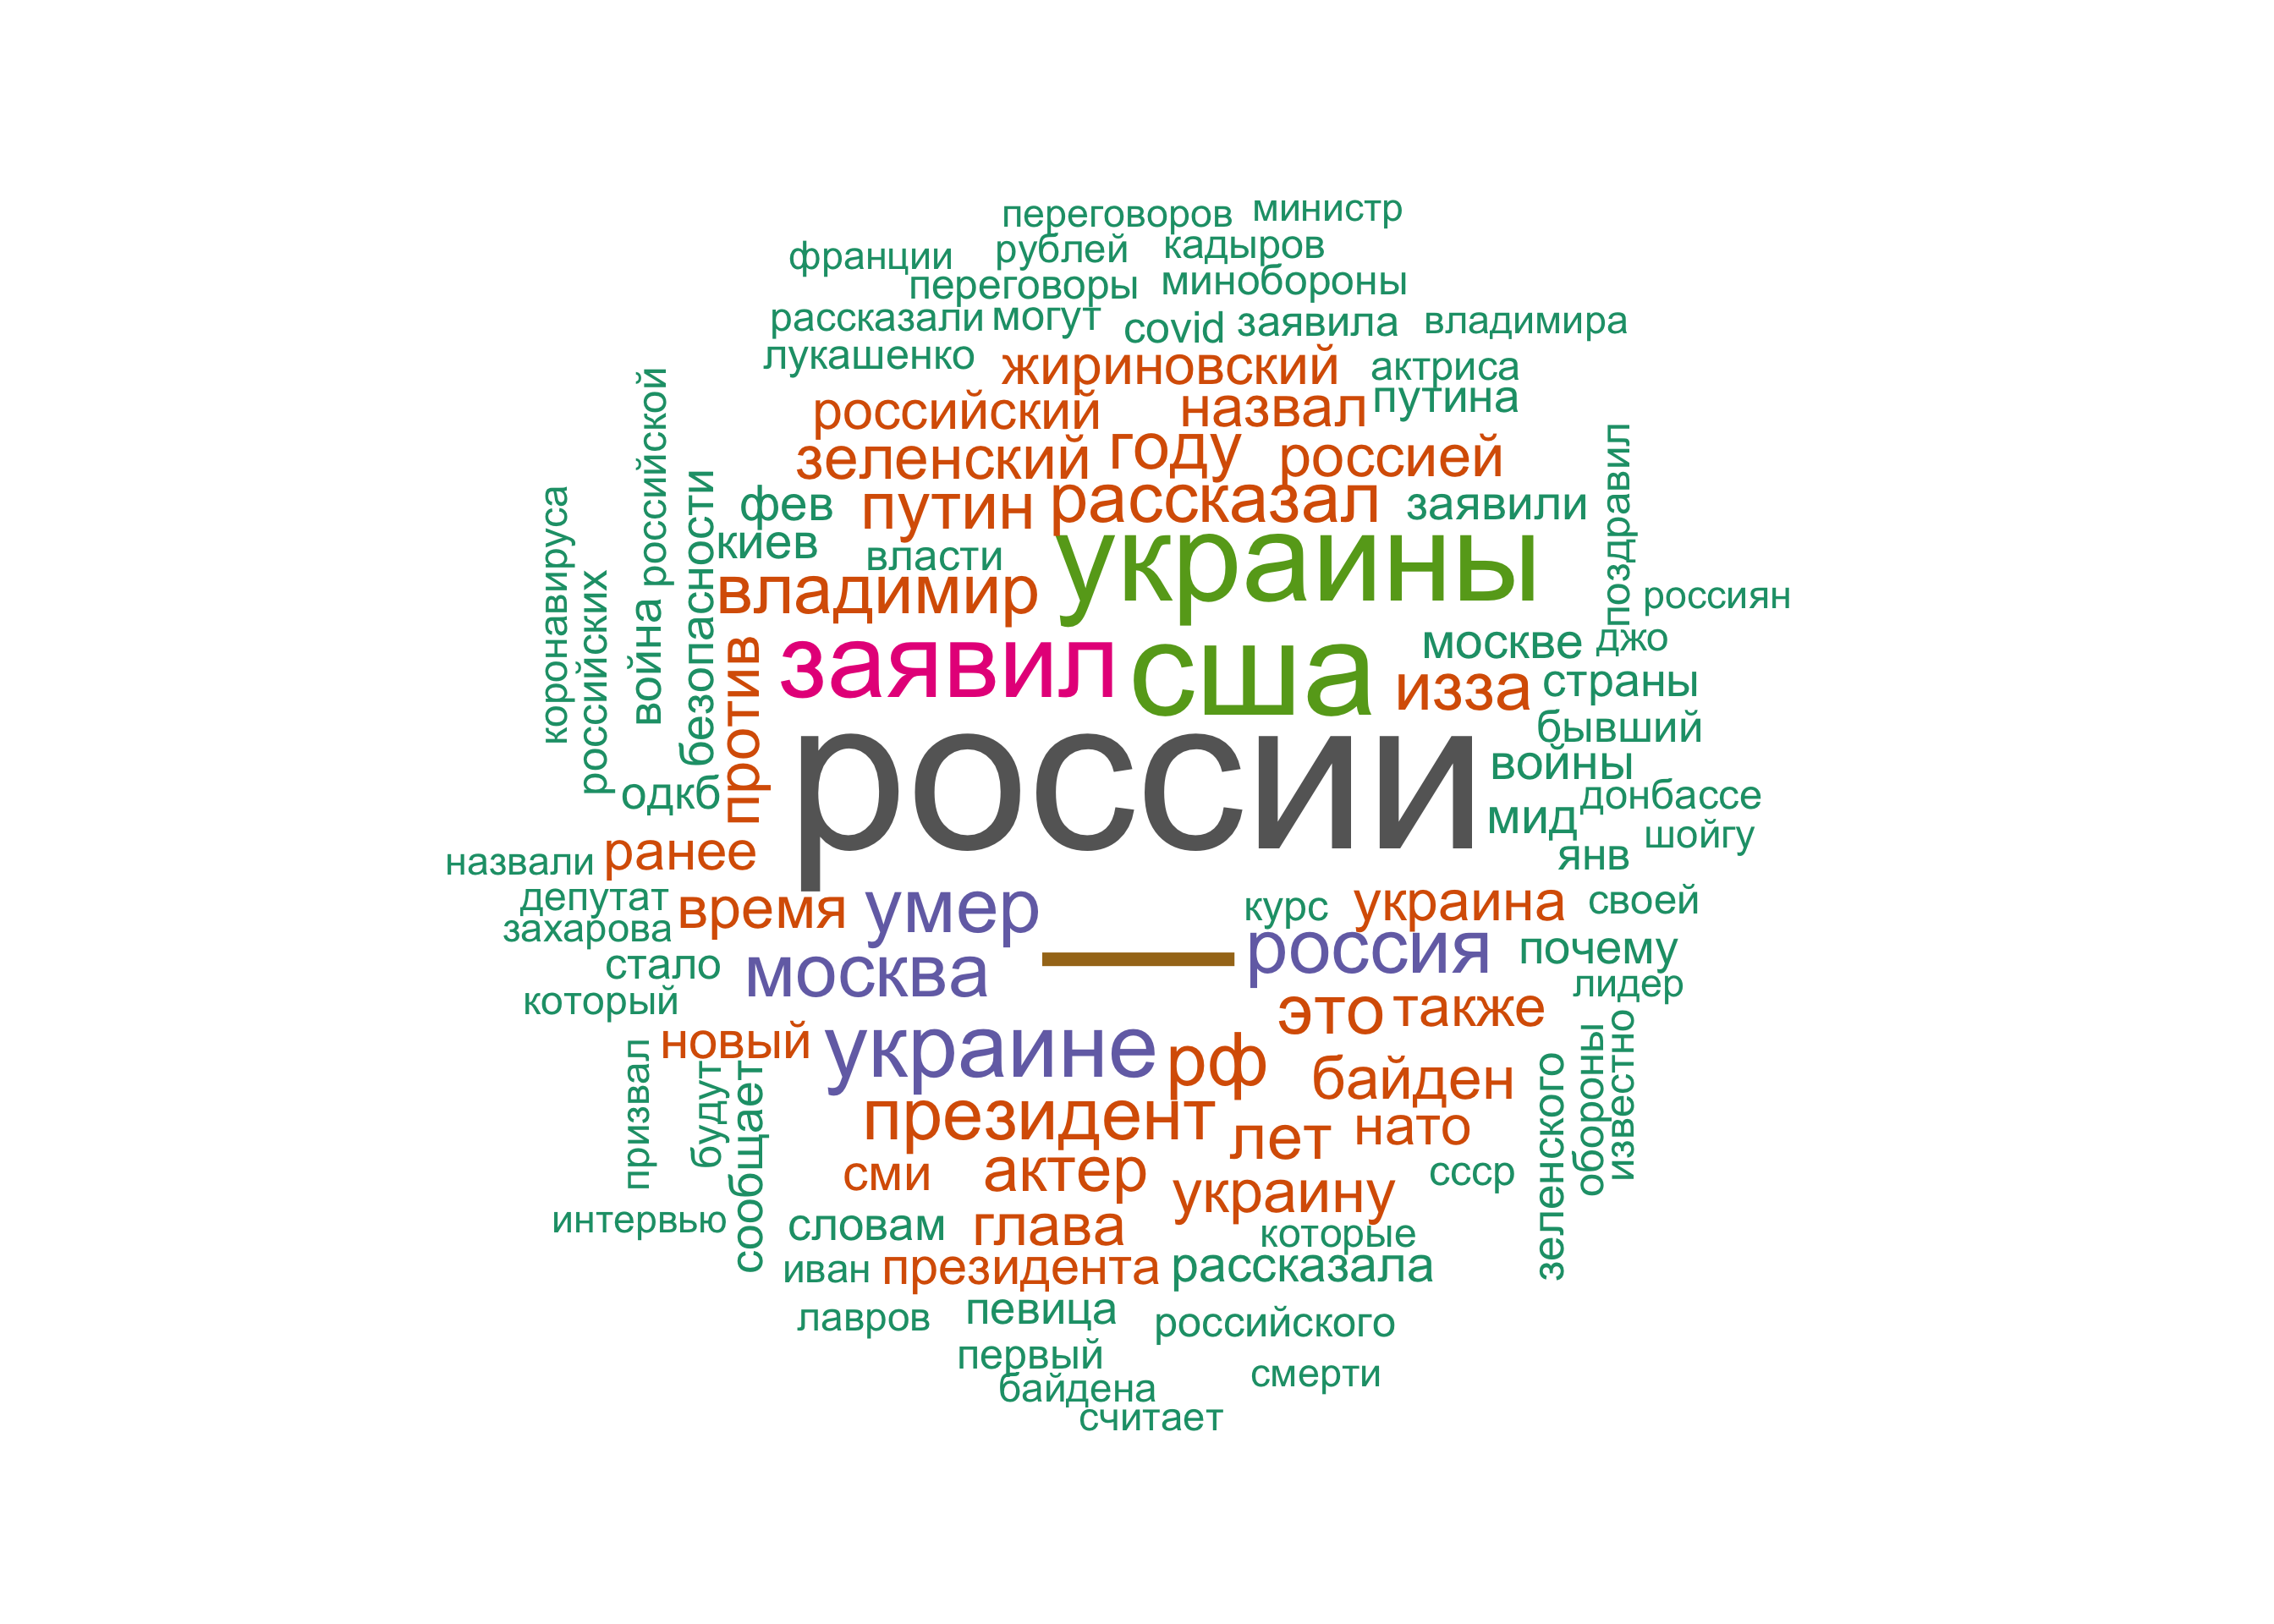 переговоров министр
франции рублей кадыров
переговоры минобороны
рассказали могут covid заявила владимира
лукашенко жириновский актриса
российский назвал путина
зеленский году россией
фев путин рассказал заявили
киев власти украины
владимир россиян
заявил сша москве джо
изза страны
бывший
россии войны
мид донбассе
янв шойгу
коронавируса
российских
война
российской
безопасности
против
поздравил
одкб
назвали ранее
депутат время умер курс украина своей
захарова
стало москва — россия почему
который лидер
это также
новый украине рф байден
президент лет нато
сми актер украину ссср
интервью словам глава которые
иван президента рассказала
лавров певица российского
первый смерти
байдена
считает
призвал
будут
сообщает
зеленского
обороны
известно